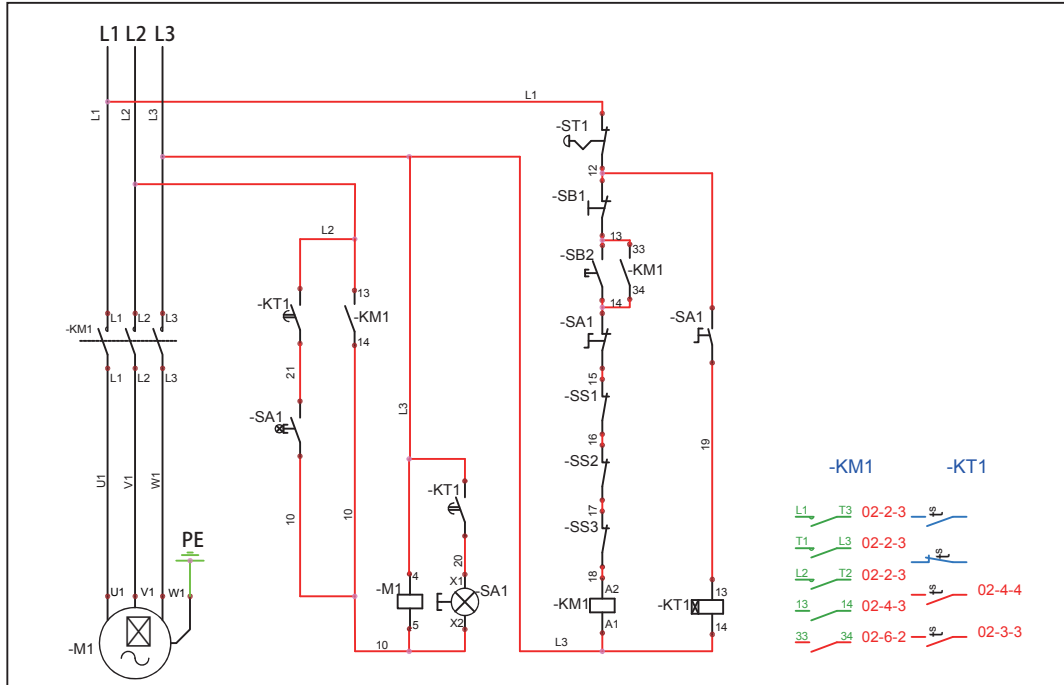 L1 L2 L3
L1
L1
L2
L3
-ST1
12
-SB1
L2
13
33
-SB2
-KM1
34
14
-KT1
13
-KM1
14
-SA1
-SA1
L1
L2
L3
-KM1
L1
L2
L3
21
15
-SS1
-SA1
L3
16
19
-SS2
-KM1
-KT1
U1
V1
W1
-KT1
17
L1
T3
02-2-3
ts
10
10
-SS3
PE
20
T1
L3
02-2-3
ts
18
L2
T2
02-2-3
4
X1
A2
13
-M1
-SA1
-KM1
-KT1
13
14
02-4-3
ts
02-4-4
U1
V1
W1
5
X2
A1
14
33
34
02-6-2
ts
02-3-3
-M1
10
L3